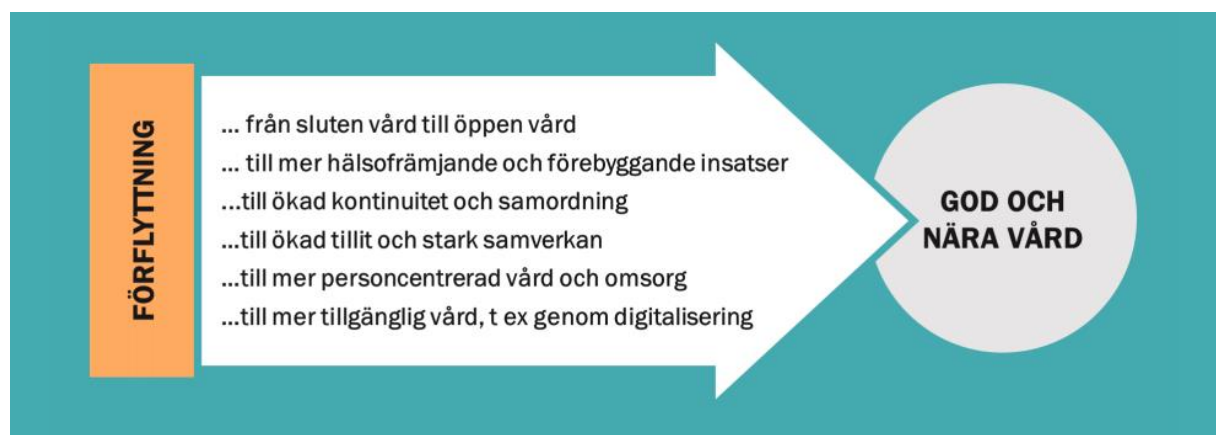 FÖRFLYTTNING
... från sluten vård till öppen vård
... till mer hälsofrämjande och förebyggande insatser
...till ökad kontinuitet och samordning
...till ökad tillit och stark samverkan
...till mer personcentrerad vård och omsorg
...till mer tillgänglig vård, t ex genom digitalisering
GOD OCH
NÄRA VÅRD